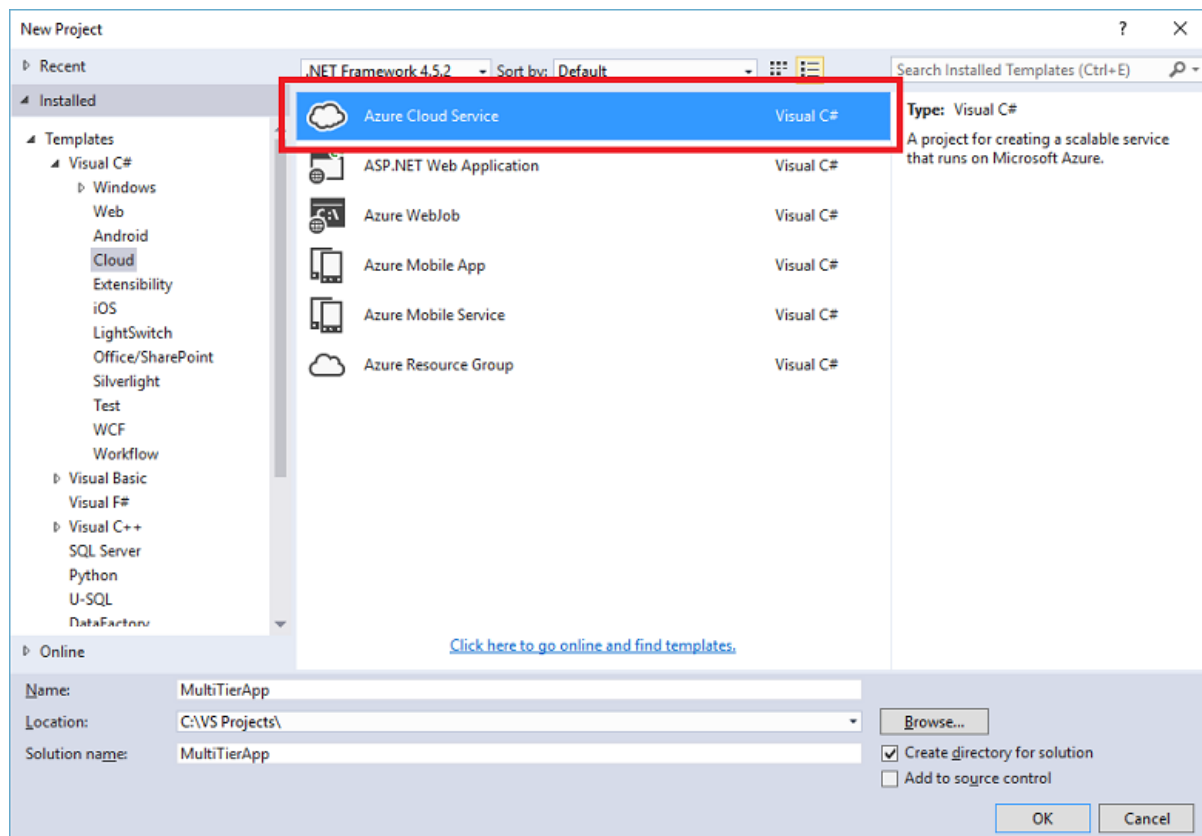 New Project
?
Recent
.NET Framework 4.5.2
Sort by:
Default
Search Installed Templates (Ctrl+E)
Installed
Templates
Visual C#
Windows
Web
Android
Cloud
Extensibility
iOS
LightSwitch
Office/SharePoint
Silverlight
Test
WCF
Workflow
Visual Basic
Visual F#
Visual C++
SQL Server
Python
U-SQL
DataFactory
Online
Azure Cloud Service Visual C#
ASP.NET Web Application Visual C#
Azure WebJob Visual C#
Azure Mobile App Visual C#
Azure Mobile Service Visual C#
Azure Resource Group Visual C#
Click here to go online and find templates.
Type: Visual C#
A project for creating a scalable service
that runs on Microsoft Azure.
Name: MultiTierApp
Location: C:\VS Projects\ Browse...
Solution name: MultiTierApp
Create directory for solution
Add to source control
OK Cancel